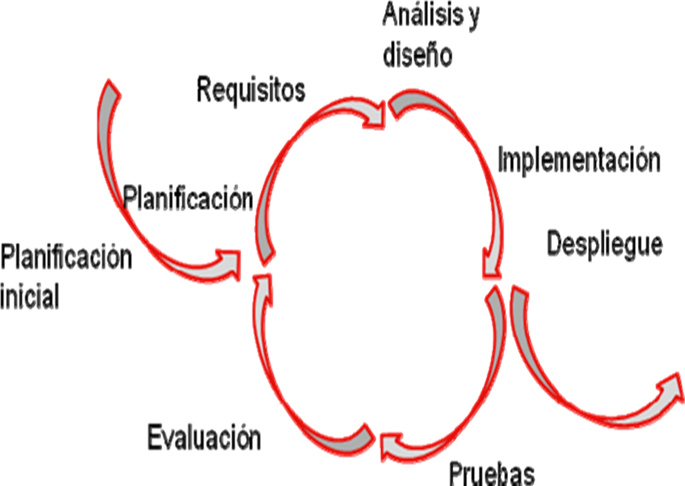 Análisis y
diseño
Requisitos
Implementación
Planificación
Despliegue
Planificación
inicial
Evaluación
Pruebas